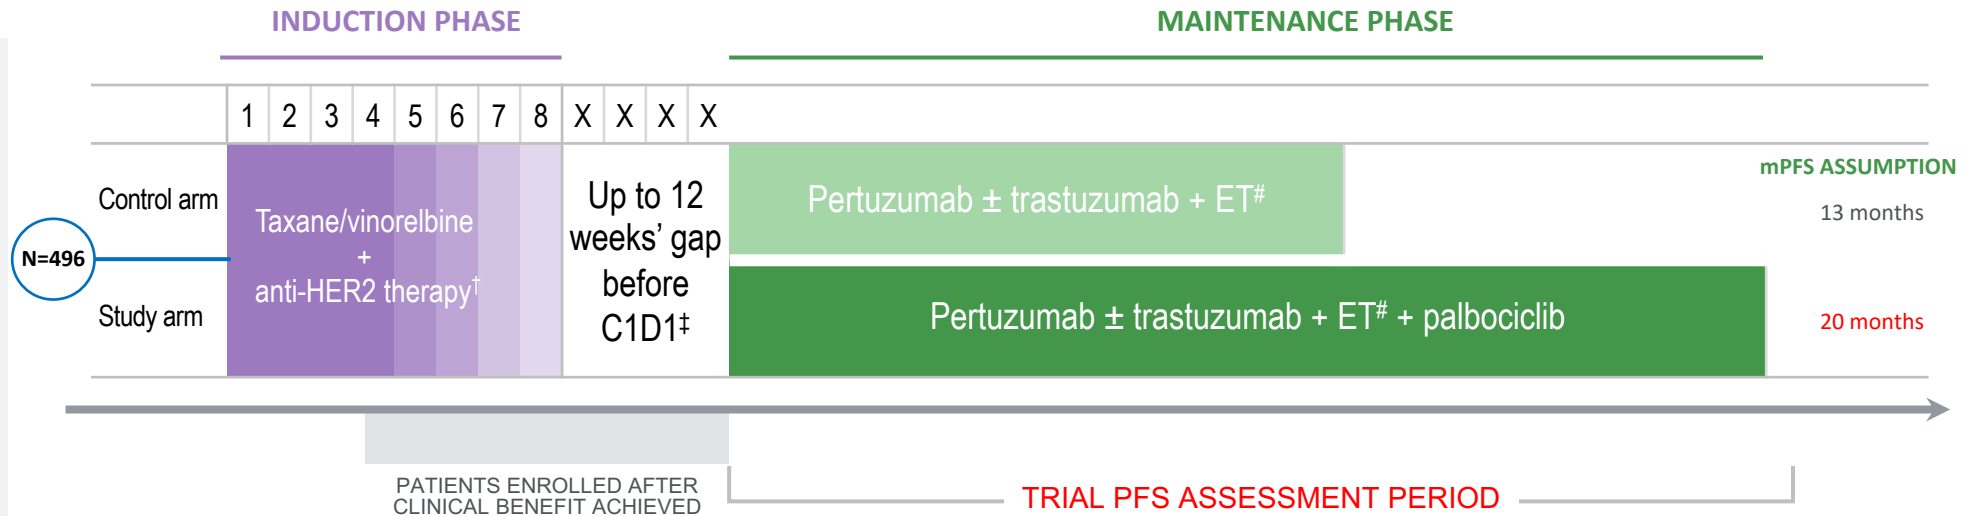 INDUCTION PHASE
MAINTENANCE PHASE
1 2 3 4 5 6 7 8 X X X X
mPFS ASSUMPTION
Control arm
Pertuzumab ± trastuzumab + ET#
13 months
Taxane/vinorelbine
+
anti-HER2 therapy†
Up to 12
weeks’ gap
before
C1D1‡
N=496
Study arm
Pertuzumab ± trastuzumab + ET# + palbociclib
20 months
PATIENTS ENROLLED AFTER
CLINICAL BENEFIT ACHIEVED
TRIAL PFS ASSESSMENT PERIOD